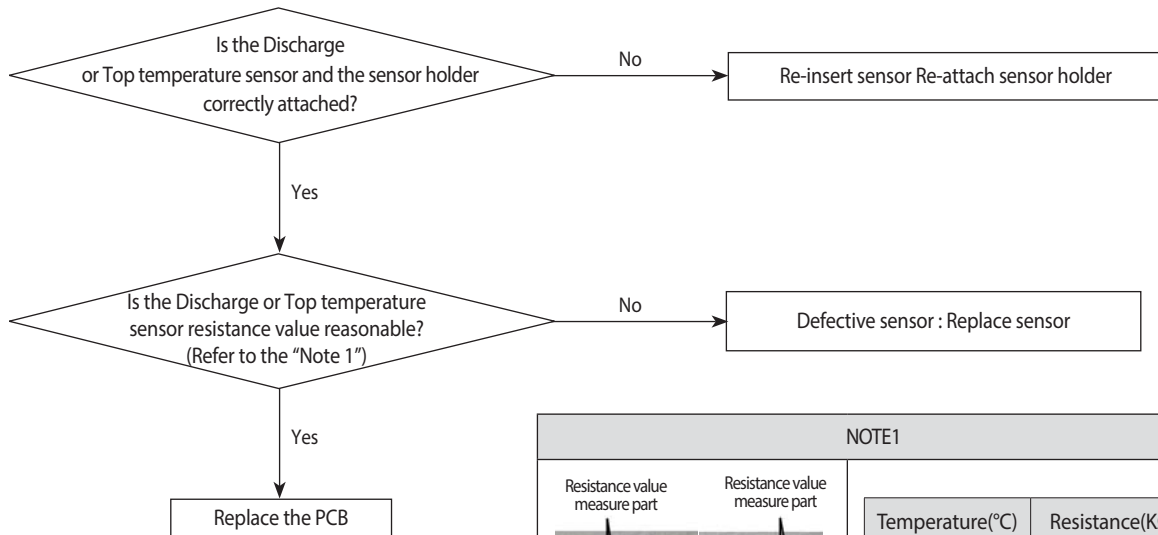 Is the Discharge
or Top temperature sensor and the sensor holder
correctly attached?
No
Re-insert sensor Re-attach sensor holder
Yes
Is the Discharge or Top temperature
sensor resistance value reasonable?
(Refer to the “Note 1”)
No
Defective sensor : Replace sensor
Yes
Replace the PCB
NOTE1
Resistance value
measure part
Resistance value
measure part
Temperature(°C)
Resistance(K